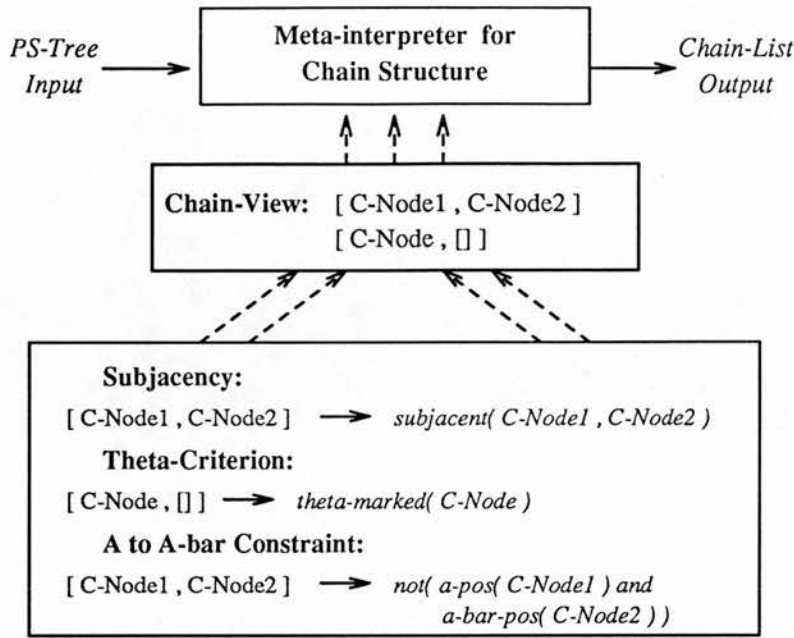 PS-Tree
Input
Meta-interpreter for
Chain Structure
Chain-List
Output
Chain-View: [ C-Node1 , C-Node2 ]
[ C-Node , [] ]
Subjacency:
[ C-Node1 , C-Node2 ] subjacent( C-Node1 , C-Node2 )
Theta-Criterion:
[ C-Node , [] ] theta-marked( C-Node )
A to A-bar Constraint:
[ C-Node1 , C-Node2 ] not( a-pos( C-Node1 ) and
a-bar-pos( C-Node2 ) )